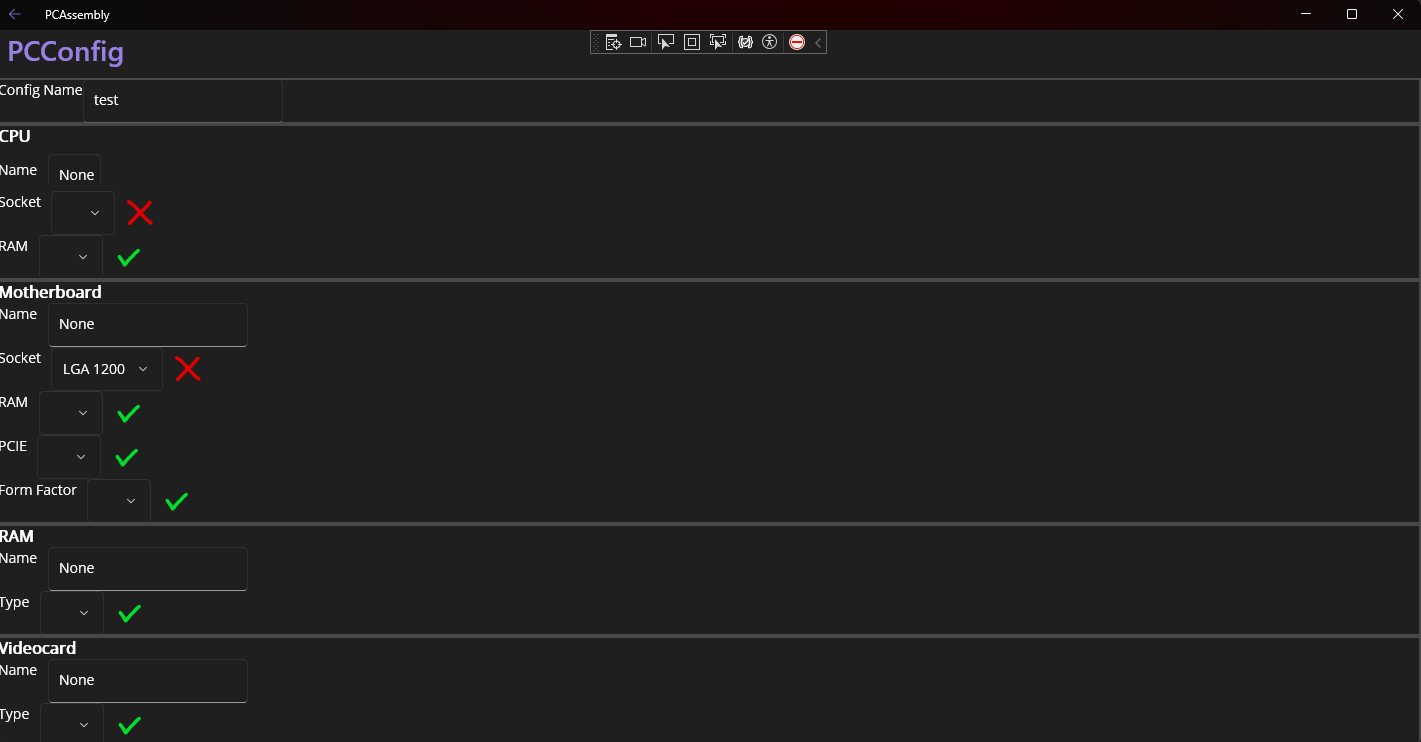 PCAssembly
PCConfig
Config Name test
CPU
Name None
Socket
RAM
Motherboard
Name None
Socket LGA 1200
RAM
PCIE
Form Factor
RAM
Name None
Type
Videocard
Name None
Type